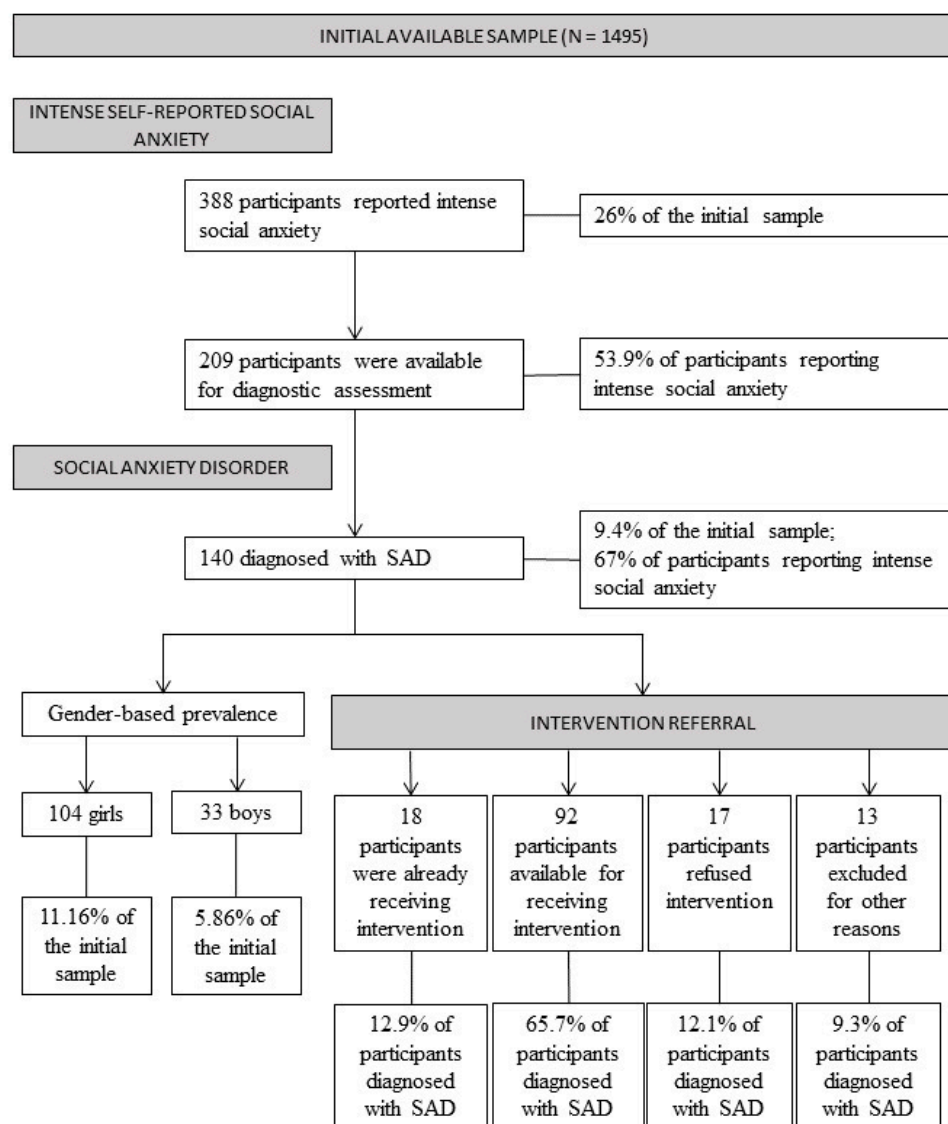 INITIAL AVAILABLE SAMPLE (N = 1495)
INTENSE SELF-REPORTED SOCIAL
ANXIETY
388 participants reported intense
social anxiety
26% of the initial sample
209 participants were available
for diagnostic assessment
53.9% of participants reporting
intense social anxiety
SOCIAL ANXIETY DISORDER
140 diagnosed with SAD
9.4% of the initial sample;
67% of participants reporting intense
social anxiety
Gender-based prevalence
INTERVENTION REFERRAL
104 girls
33 boys
18
participants
were already
receiving
intervention
92
participants
available for
receiving
intervention
17
participants
refused
intervention
13
participants
excluded
for other
reasons
11.16% of
the initial
sample
5.86% of
the initial
sample
12.9% of
participants
diagnosed
with SAD
65.7% of
participants
diagnosed
with SAD
12.1% of
participants
diagnosed
with SAD
9.3% of
participants
diagnosed
with SAD